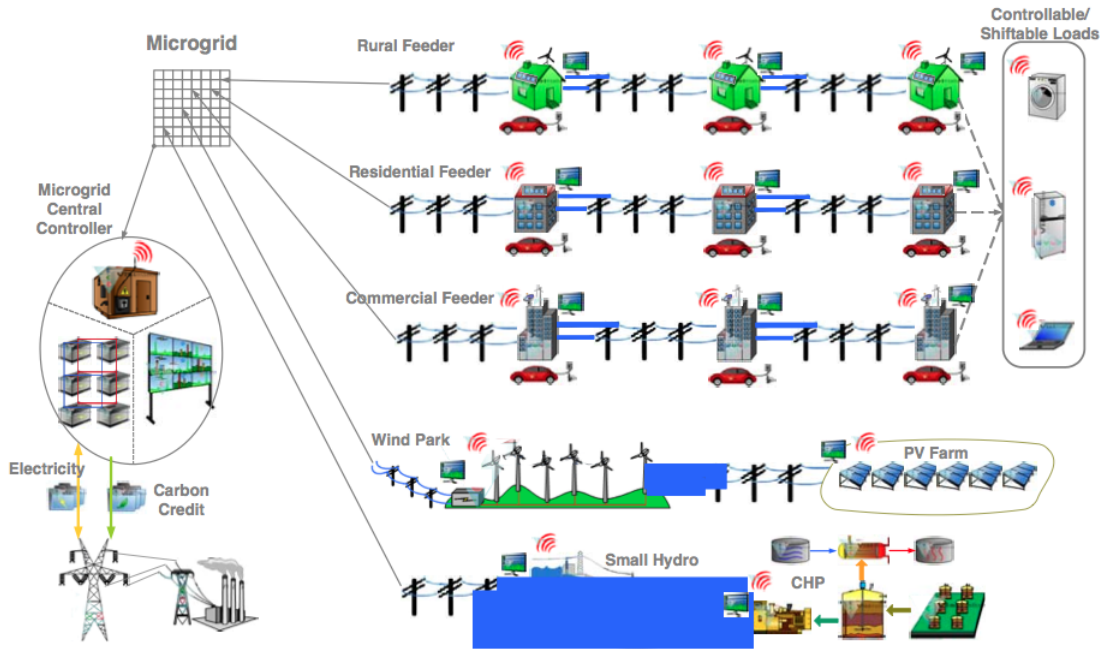 Microgrid
Rural Feeder
Controllable/
Shiftable Loads
Residential Feeder
Microgrid
Central
Controller
Commercial Feeder
Wind Park
PV Farm
Electricity
Carbon
Credit
Small Hydro
CHP